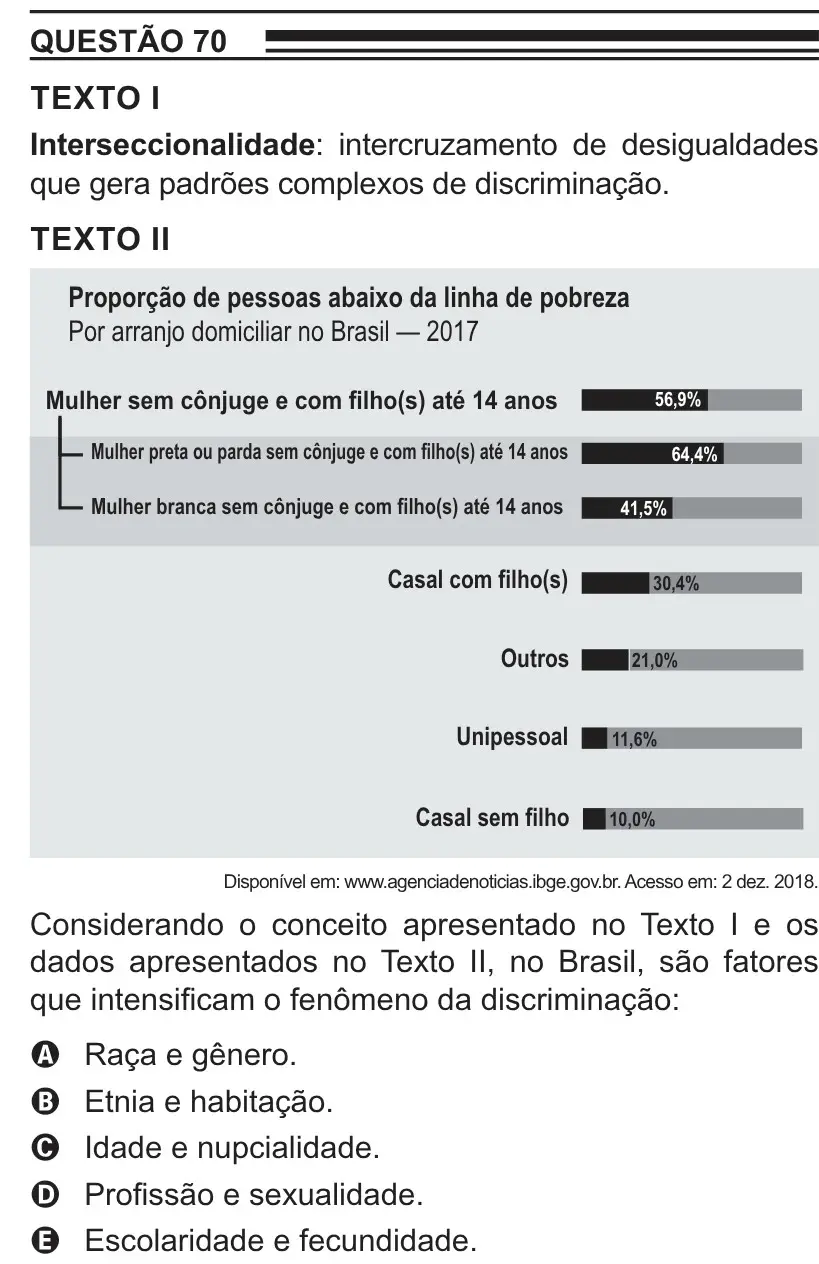 QUESTÃO 70
TEXTO I
Interseccionalidade: intercruzamento de desigualdades
que gera padrões complexos de discriminação.
TEXTO II
Proporção de pessoas abaixo da linha de pobreza
Por arranjo domiciliar no Brasil — 2017
Mulher sem cônjuge e com filho(s) até 14 anos 56,9%
Mulher preta ou parda sem cônjuge e com filho(s) até 14 anos 64,4%
Mulher branca sem cônjuge e com filho(s) até 14 anos 41,5%
Casal com filho(s) 30,4%
Outros 21,0%
Unipessoal 11,6%
Casal sem filho 10,0%
Disponível em: www.agenciadenoticias.ibge.gov.br. Acesso em: 2 dez. 2018.
Considerando o conceito apresentado no Texto I e os
dados apresentados no Texto II, no Brasil, são fatores
que intensificam o fenômeno da discriminação:
A Raça e gênero.
B Etnia e habitação.
C Idade e nupcialidade.
D Profissão e sexualidade.
E Escolaridade e fecundidade.